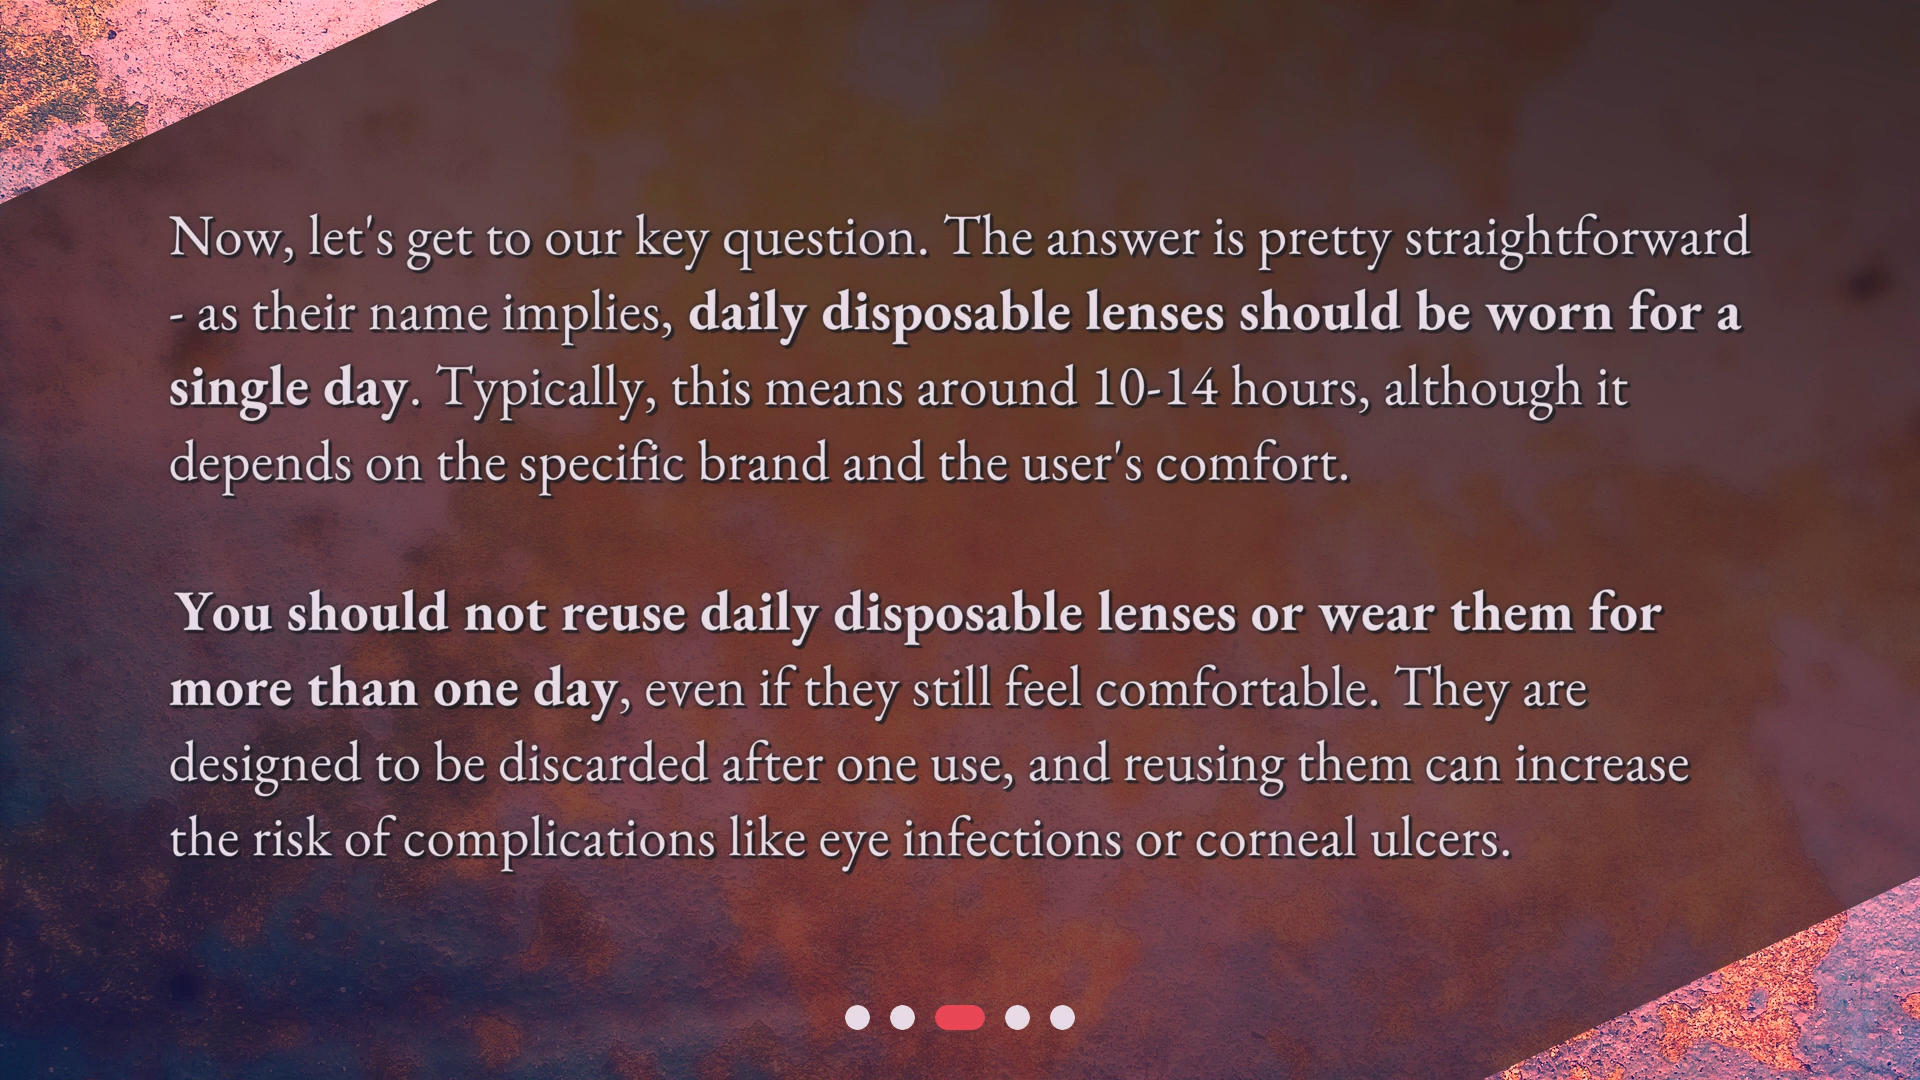 Now, let's get to our key question. The answer is pretty straightforward
- as their name implies, daily disposable lenses should be worn for a
single day. Typically, this means around 10-14 hours, although it
depends on the specific brand and the user's comfort.
You should not reuse daily disposable lenses or wear them for
more than one day, even if they still feel comfortable. They are
designed to be discarded after one use, and reusing them can increase
the risk of complications like eye infections or corneal ulcers.